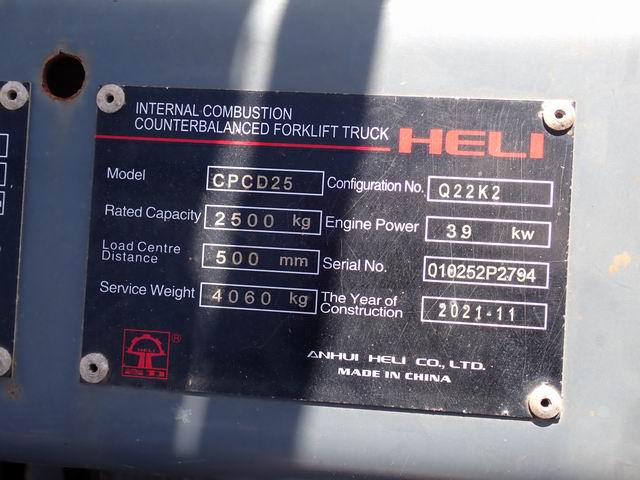 INTERNAL COMBUSTION
COUNTERBALANCED FORKLIFT TRUCK HELI
Model CPCD25 Configuration No. Q22K2
Rated Capacity 2500 kg Engine Power 39 kw
Load Centre Distance 500 mm Serial No. 010252P2794
Service Weight 4060 kg The Year of Construction 2021-11
HELI ®
ANHUI HELI CO., LTD.
MADE IN CHINA